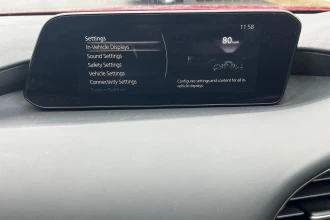 11:58
Settings
In-Vehicle Displays
Sound Settings
Safety Settings
Vehicle Settings
Connectivity Settings
80
Configures settings and content for all in-
vehicle displays